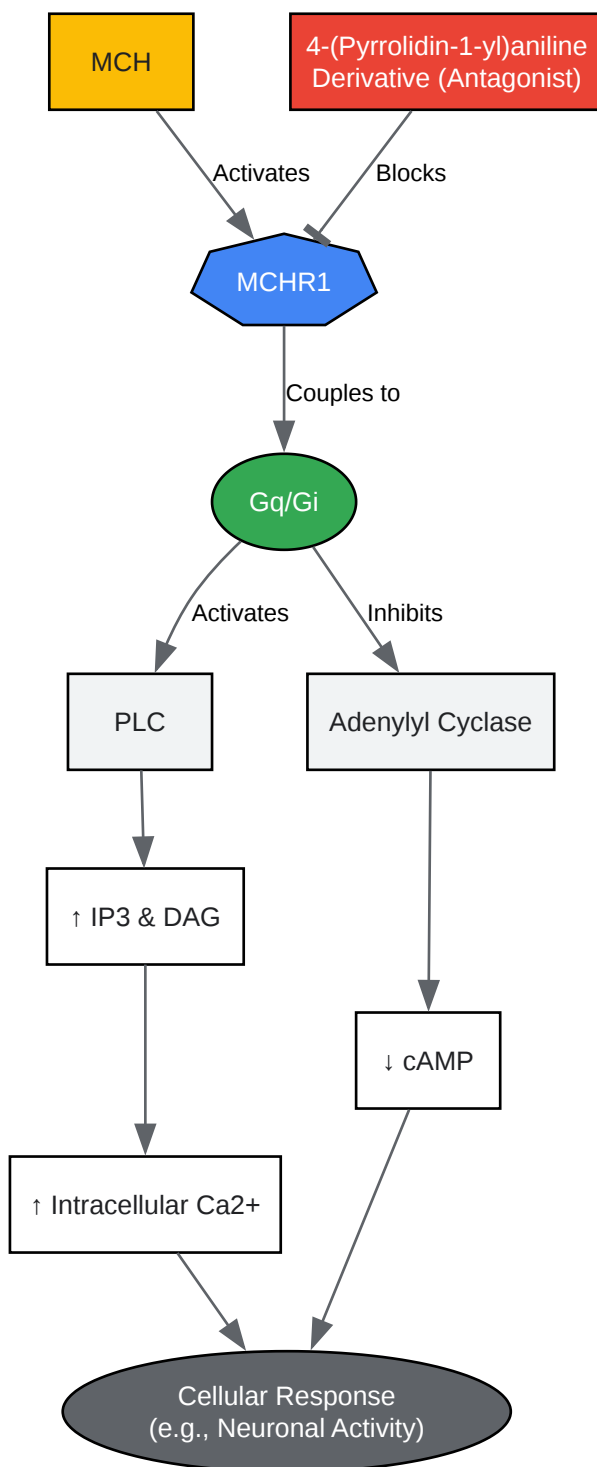 MCH
4-(Pyrrolidin-1-yl)aniline
Derivative (Antagonist)
Activates
Blocks
MCHR1
Couples to
Gq/Gi
Activates
Inhibits
PLC
Adenylyl Cyclase
↑ IP3 & DAG
↓ cAMP
↑ Intracellular Ca2+
Cellular Response
(e.g., Neuronal Activity)